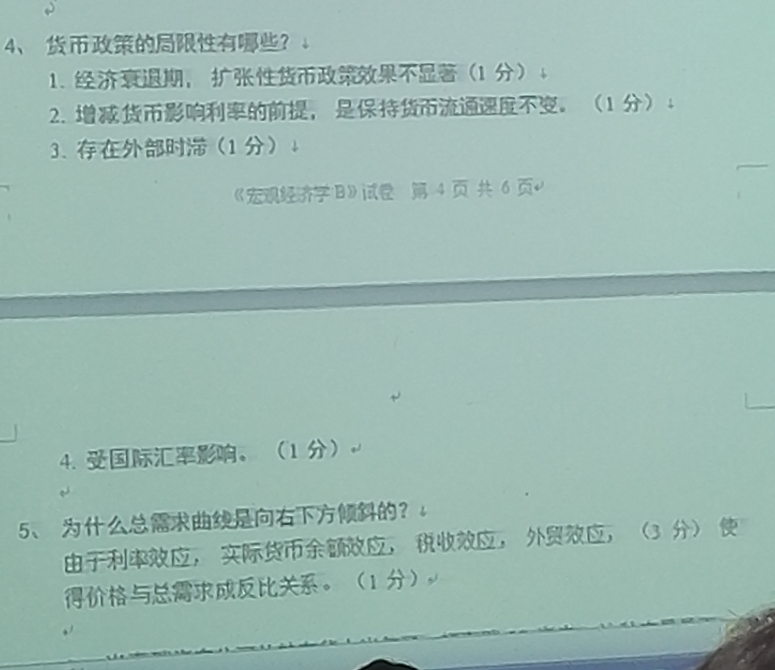 4、 货币政策的局限性有哪些？↓
1. 经济衰退期， 扩张性货币政策效果不显著（1 分）↓
2. 增减货币影响利率的前提， 是保持货币流通速度不变。 （1 分）↓
3. 存在外部时滞（1 分）↓
《宏观经济学 B》试卷 第 4 页 共 6 页
4. 受国际汇率影响。 （1 分）
5、 为什么总需求曲线是向右下方倾斜的？↓
由于利率效应， 实际货币余额效应， 税收效应， 外贸效应， （3 分） 使
得价格与总需求成反比关系。 （1 分）